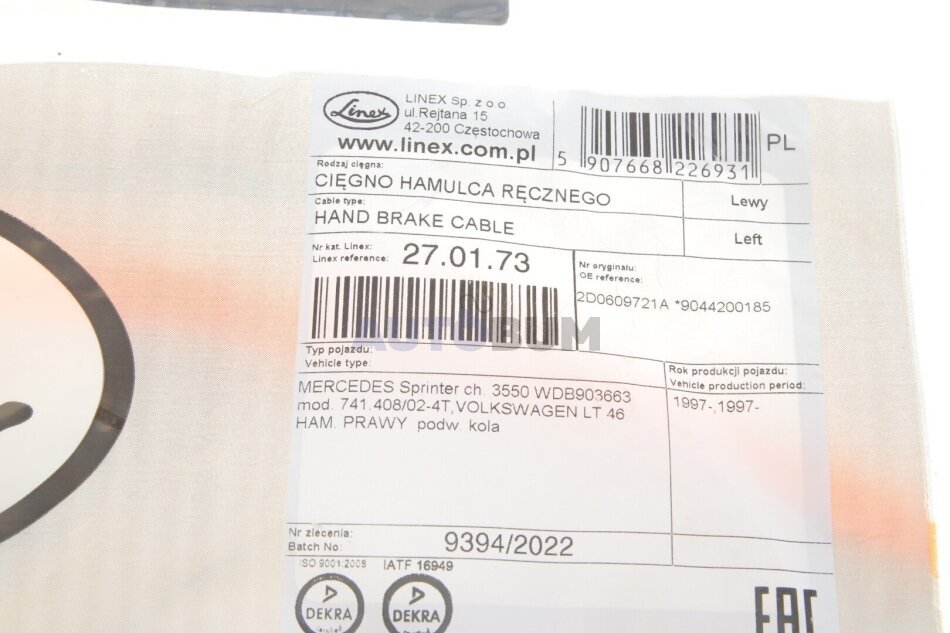 Linex
LINEX Sp. z o o
ul.Rejtana 15
42-200 Częstochowa
www.linex.com.pl
5 907668 226931
PL
Rodzaj cięgna:
CIĘGNO HAMULCA RĘCZNEGO
Lewy
Cable type:
HAND BRAKE CABLE
Left
Nr kat. Linex:
Linex reference:
27.01.73
Nr oryginału:
OE reference:
2D0609721A *9044200185
AUTOBUM
Typ pojazdu:
Vehicle type:
Rok produkcji pojazdu:
Vehicle production period:
MERCEDES Sprinter ch. 3550 WDB903663
mod. 741.408/02-4T,VOLKSWAGEN LT 46
HAM. PRAWY podw. koła
1997-,1997-
Nr zlecenia:
Batch No:
9394/2022
ISO 9001:2008
IATF 16949
DEKRA
certified
DEKRA
EAC